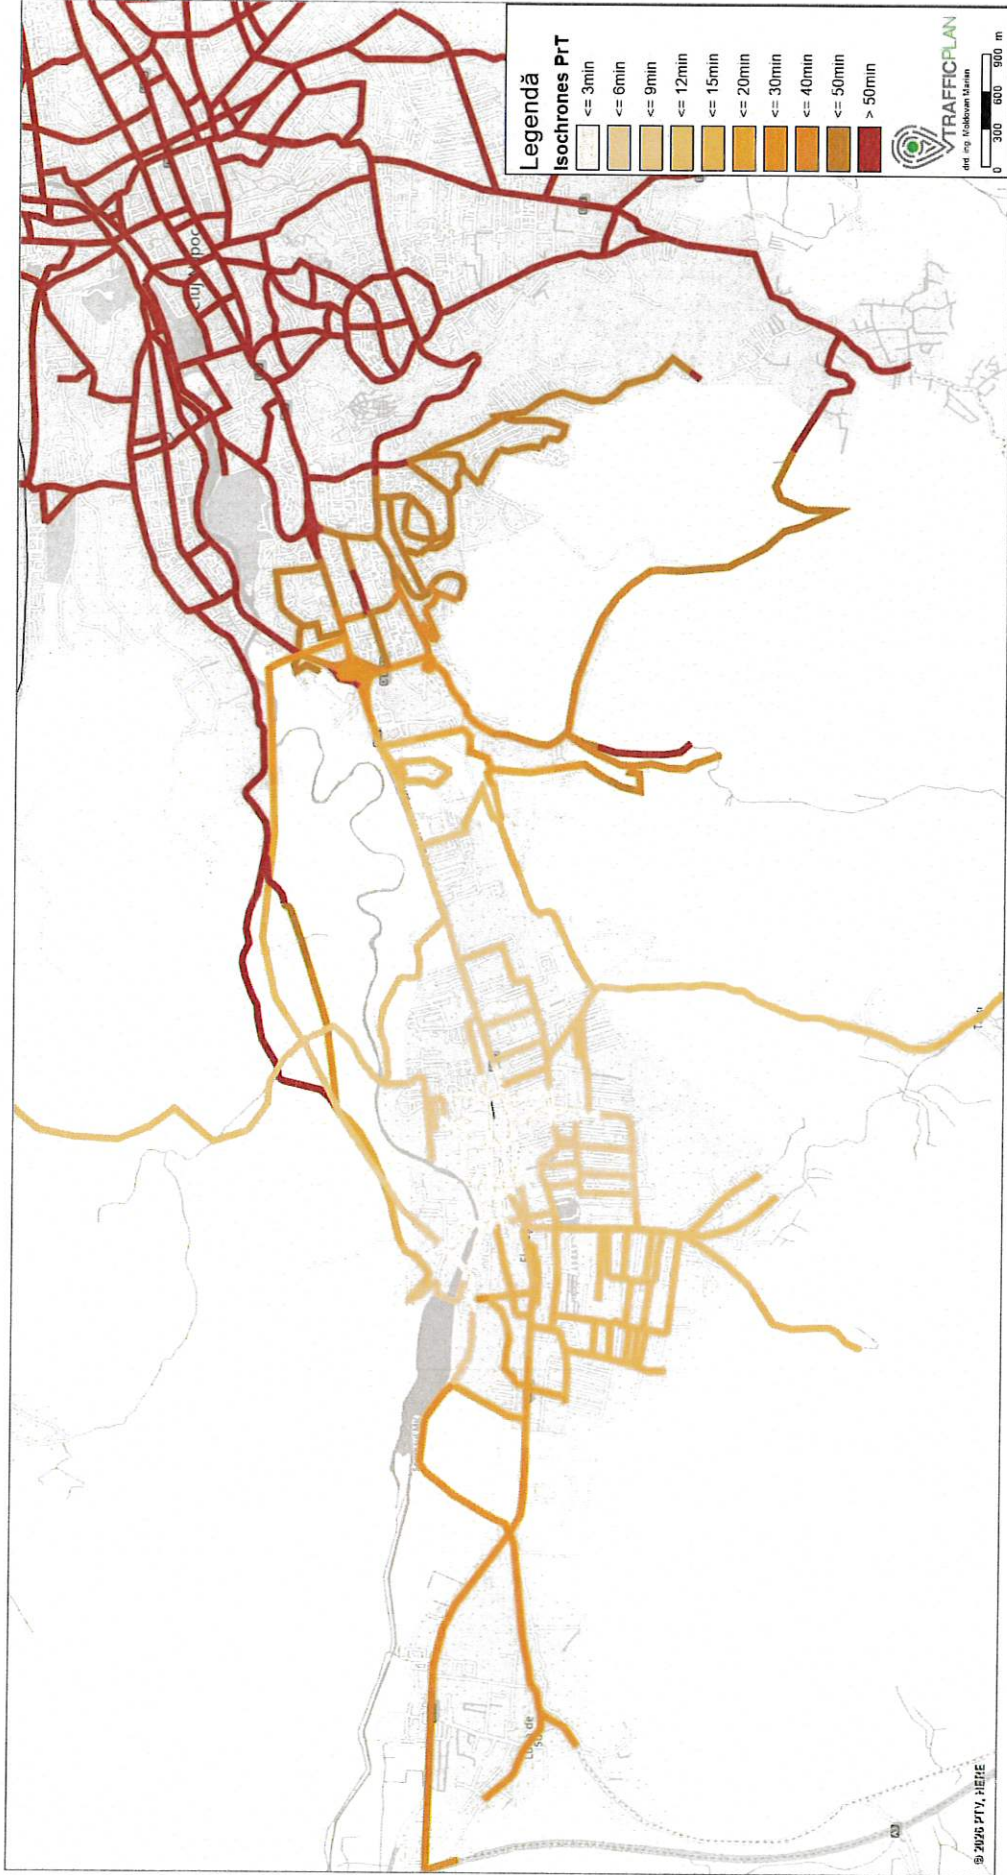 Legendă
Isochrones PrT
<= 3min
<= 6min
<= 9min
<= 12min
<= 15min
<= 20min
<= 30min
<= 40min
<= 50min
> 50min
TRAFFICPLAN
drd. ing. Moldovan Marian
0 300 600 900 m
© 2026 PTV, HERE